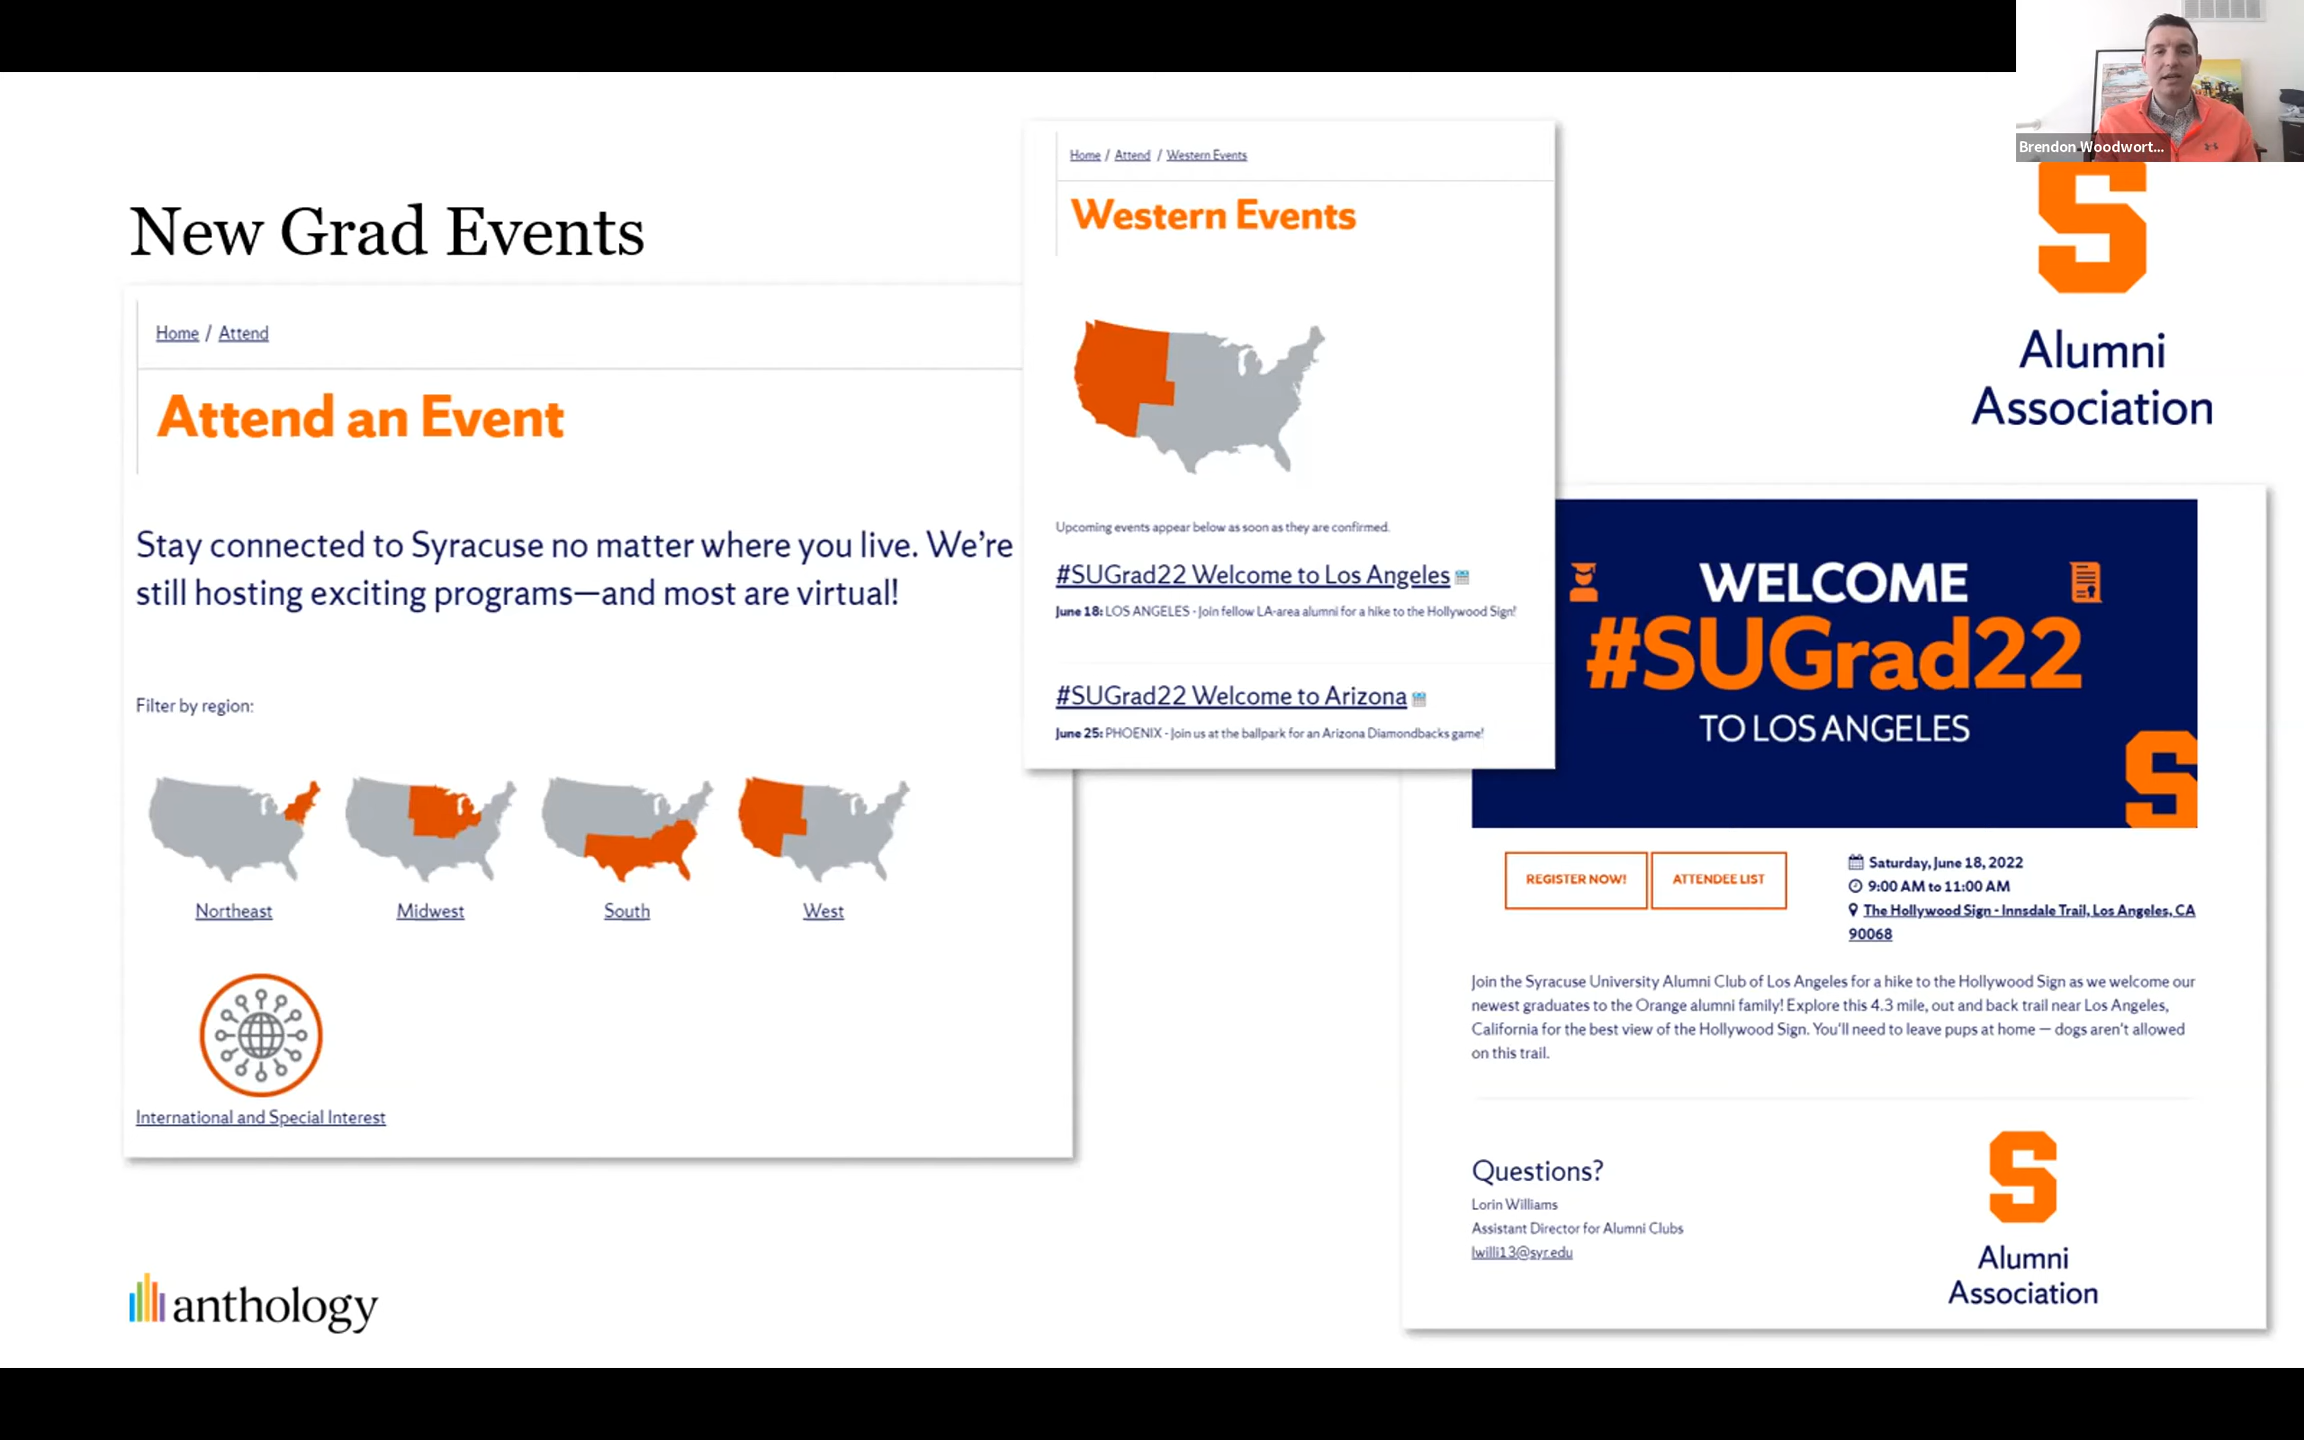 Brendon Woodwort...
New Grad Events
Home / Attend
Attend an Event
Stay connected to Syracuse no matter where you live. We're
still hosting exciting programs—and most are virtual!
Filter by region:
Northeast
Midwest
South
West
International and Special Interest
anthology
Home / Attend / Western Events
Western Events
Upcoming events appear below as soon as they are confirmed.
#SUGrad22 Welcome to Los Angeles
June 18: LOS ANGELES - Join fellow LA-area alumni for a hike to the Hollywood Sign!
#SUGrad22 Welcome to Arizona
June 25: PHOENIX - Join us at the ballpark for an Arizona Diamondbacks game!
S
Alumni
Association
WELCOME
#SUGrad22
TO LOS ANGELES
S
REGISTER NOW!
ATTENDEE LIST
Saturday, June 18, 2022
9:00 AM to 11:00 AM
The Hollywood Sign - Innsdale Trail, Los Angeles, CA
90068
Join the Syracuse University Alumni Club of Los Angeles for a hike to the Hollywood Sign as we welcome our
newest graduates to the Orange alumni family! Explore this 4.3 mile, out and back trail near Los Angeles,
California for the best view of the Hollywood Sign. You'll need to leave pups at home — dogs aren't allowed
on this trail.
Questions?
Lorin Williams
Assistant Director for Alumni Clubs
lwilli13@syr.edu
S
Alumni
Association